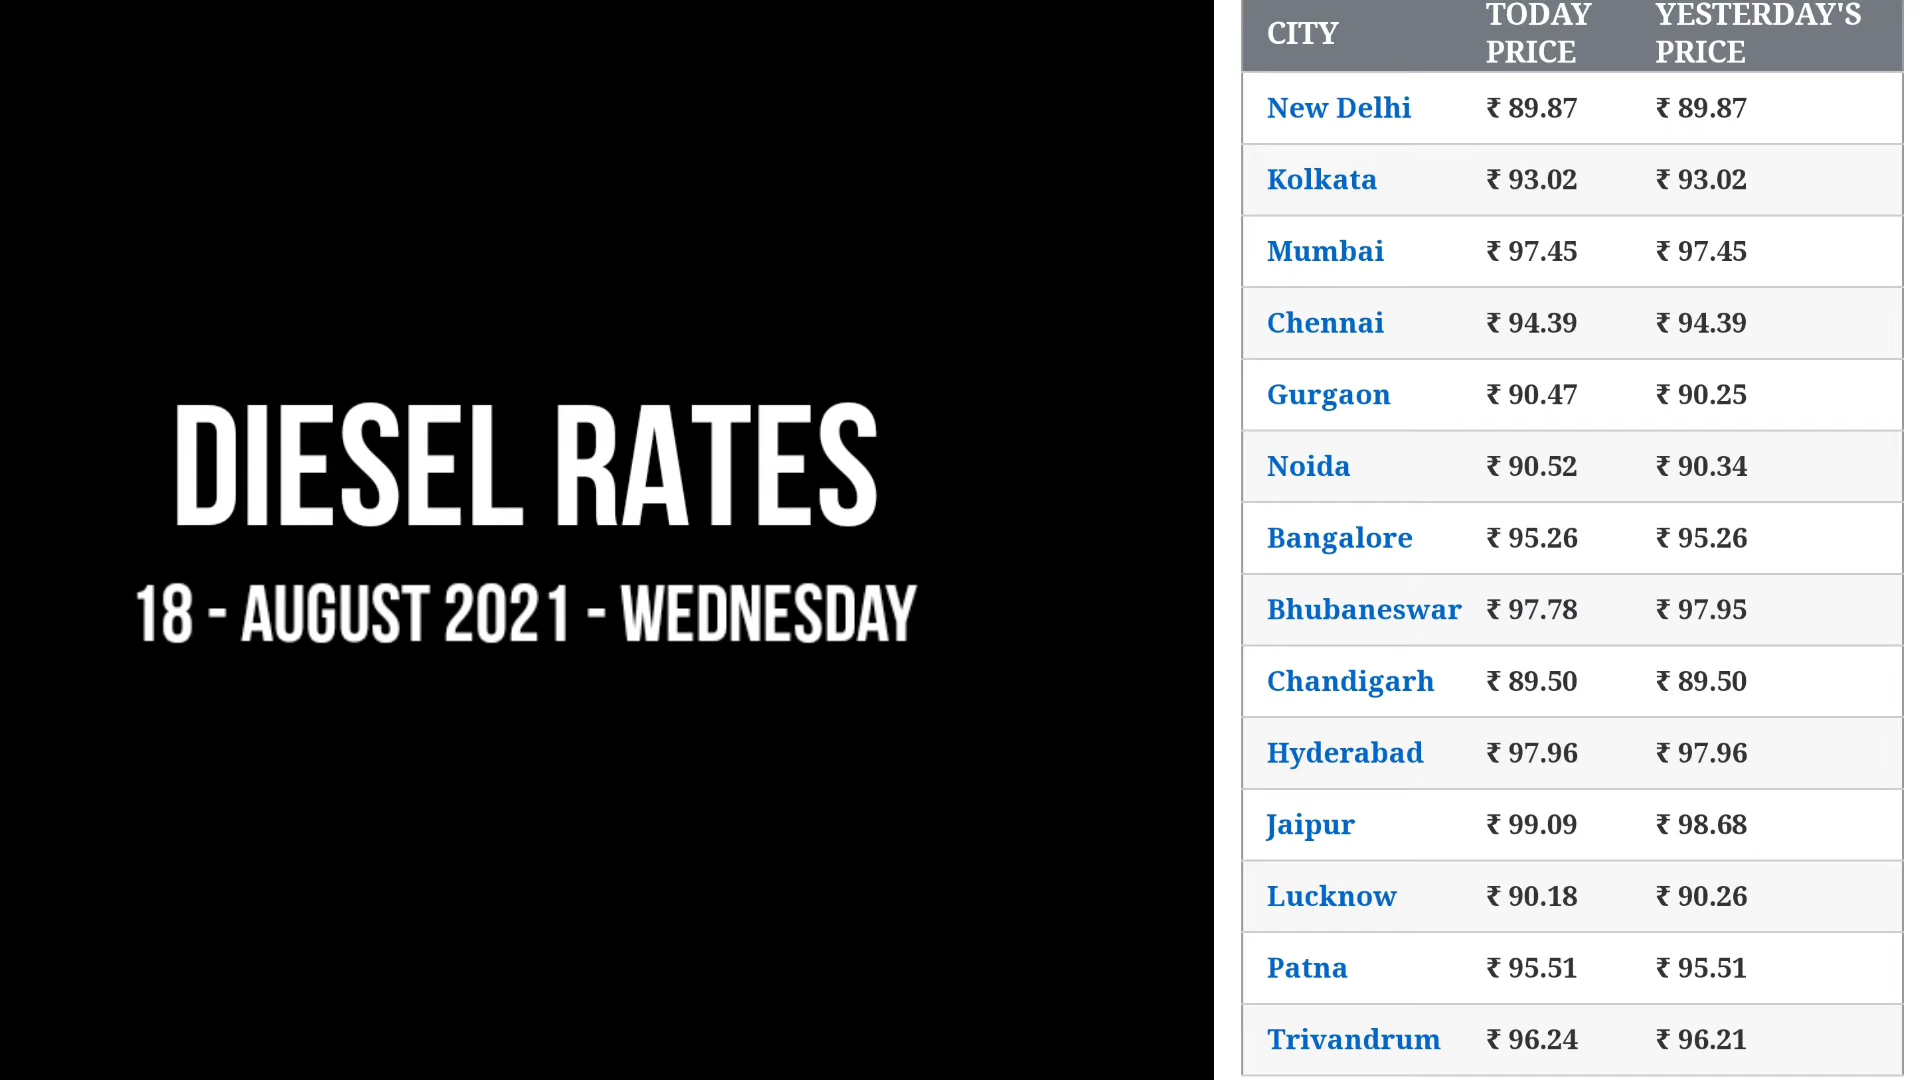 DIESEL RATES
18 - AUGUST 2021 - WEDNESDAY
CITY TODAY PRICE YESTERDAY'S PRICE
New Delhi ₹ 89.87 ₹ 89.87
Kolkata ₹ 93.02 ₹ 93.02
Mumbai ₹ 97.45 ₹ 97.45
Chennai ₹ 94.39 ₹ 94.39
Gurgaon ₹ 90.47 ₹ 90.25
Noida ₹ 90.52 ₹ 90.34
Bangalore ₹ 95.26 ₹ 95.26
Bhubaneswar ₹ 97.78 ₹ 97.95
Chandigarh ₹ 89.50 ₹ 89.50
Hyderabad ₹ 97.96 ₹ 97.96
Jaipur ₹ 99.09 ₹ 98.68
Lucknow ₹ 90.18 ₹ 90.26
Patna ₹ 95.51 ₹ 95.51
Trivandrum ₹ 96.24 ₹ 96.21